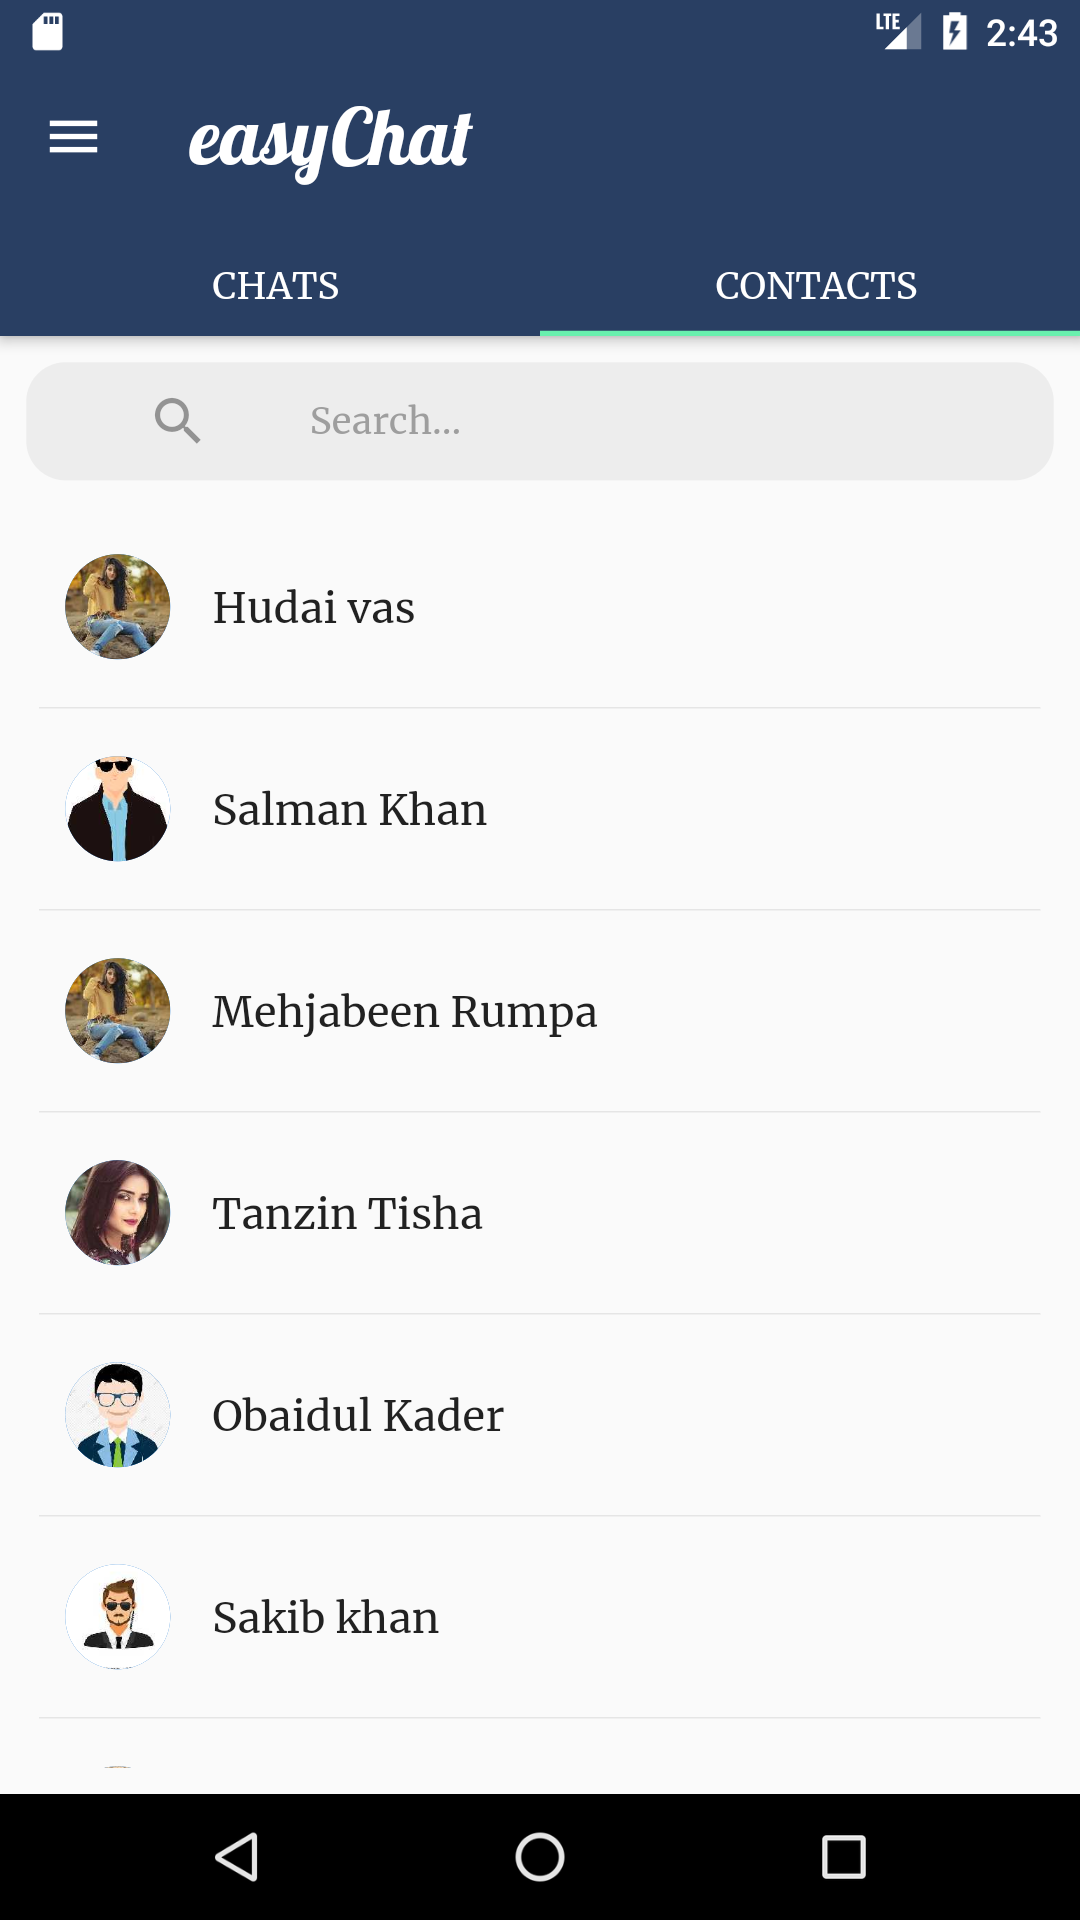 LTE 2:43
easyChat
CHATS CONTACTS
Search...
Hudai vas
Salman Khan
Mehjabeen Rumpa
Tanzin Tisha
Obaidul Kader
Sakib khan